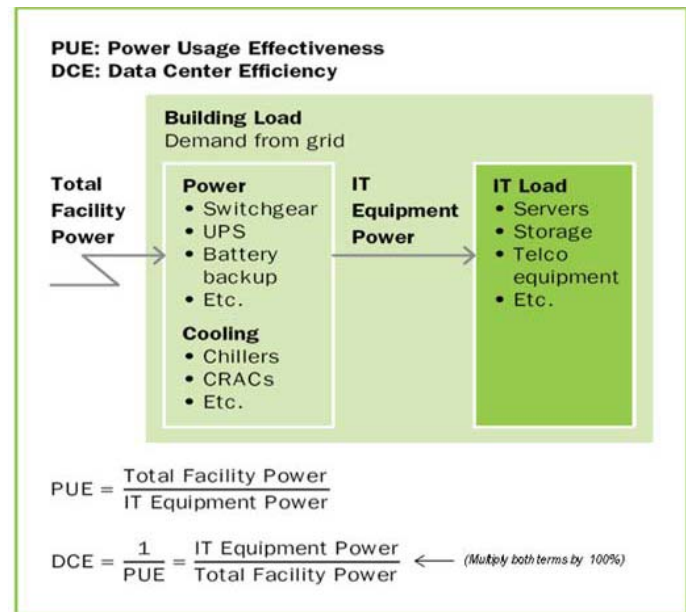 PUE: Power Usage Effectiveness
DCE: Data Center Efficiency
Building Load
Demand from grid
Total
Facility
Power
Power
• Switchgear
• UPS
• Battery
backup
• Etc.
Cooling
• Chillers
• CRACs
• Etc.
IT
Equipment
Power
IT Load
• Servers
• Storage
• Telco
equipment
• Etc.
PUE = Total Facility Power / IT Equipment Power
DCE = 1 / PUE = IT Equipment Power / Total Facility Power ← (Multiply both terms by 100%)